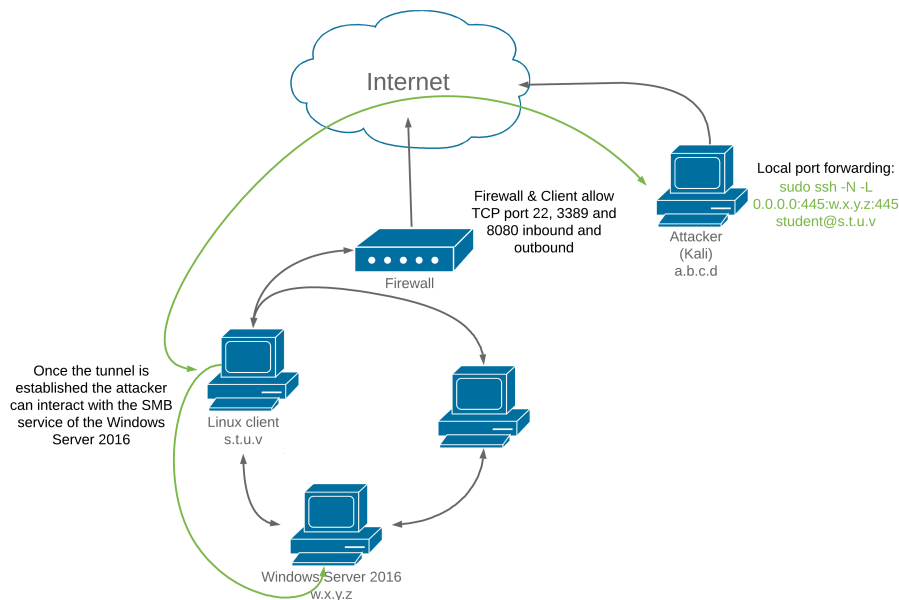 Internet
Local port forwarding:
sudo ssh -N -L
0.0.0.0:445:w.x.y.z:445
student@s.t.u.v
Firewall & Client allow
TCP port 22, 3389 and
8080 inbound and
outbound
Attacker
(Kali)
a.b.c.d
Firewall
Once the tunnel is
established the attacker
can interact with the SMB
service of the Windows
Server 2016
Linux client
s.t.u.v
Windows Server 2016
w.x.y.z